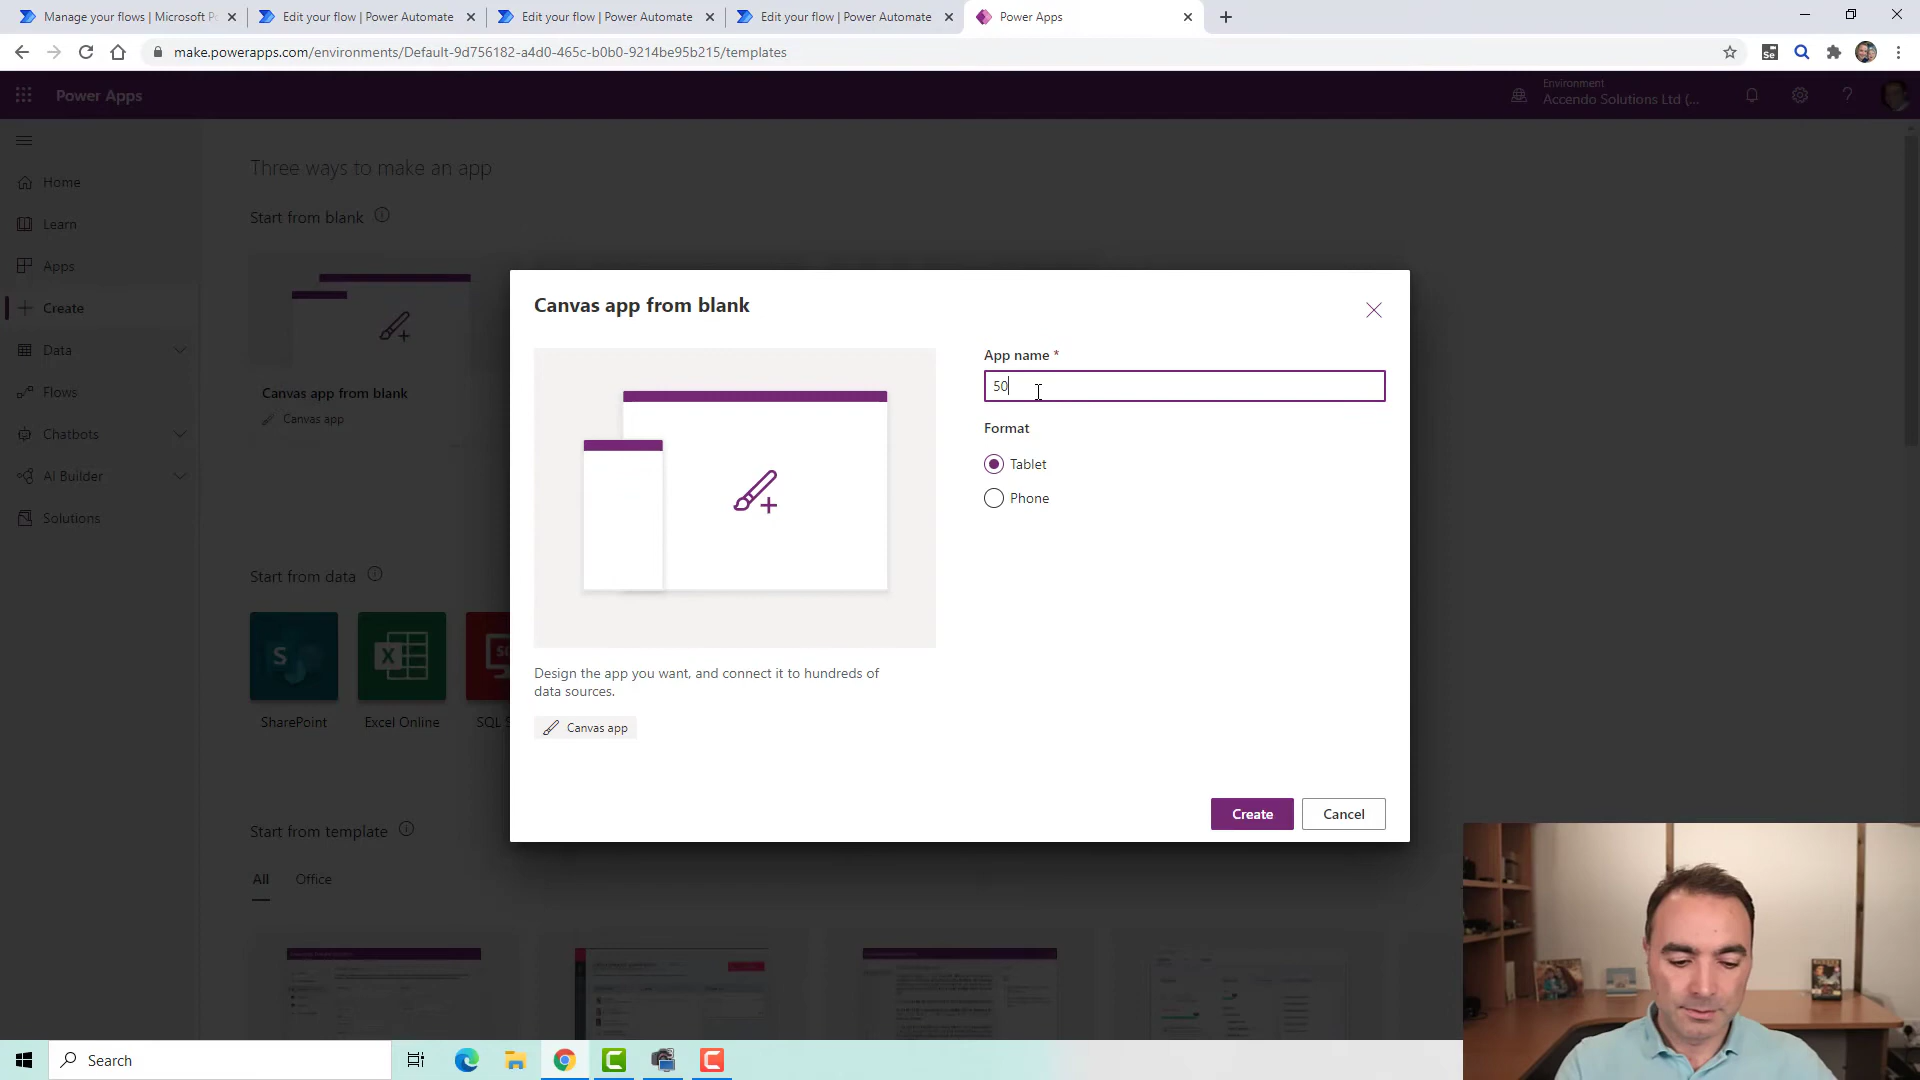 Manage your flows | Microsoft Po
Edit your flow | Power Automate
Edit your flow | Power Automate
Edit your flow | Power Automate
Power Apps
make.powerapps.com/environments/Default-9d756182-a4d0-465c-b0b0-9214be95b215/templates
Power Apps
Environment
Accendo Solutions Ltd (...
Home
Learn
Apps
Create
Data
Flows
Chatbots
AI Builder
Solutions
Three ways to make an app
Start from blank
Canvas app from blank
Canvas app
Start from data
SharePoint
Excel Online
SQL S
Start from template
All
Office
Canvas app from blank
Design the app you want, and connect it to hundreds of
data sources.
Canvas app
App name *
50
Format
Tablet
Phone
Create
Cancel
Search